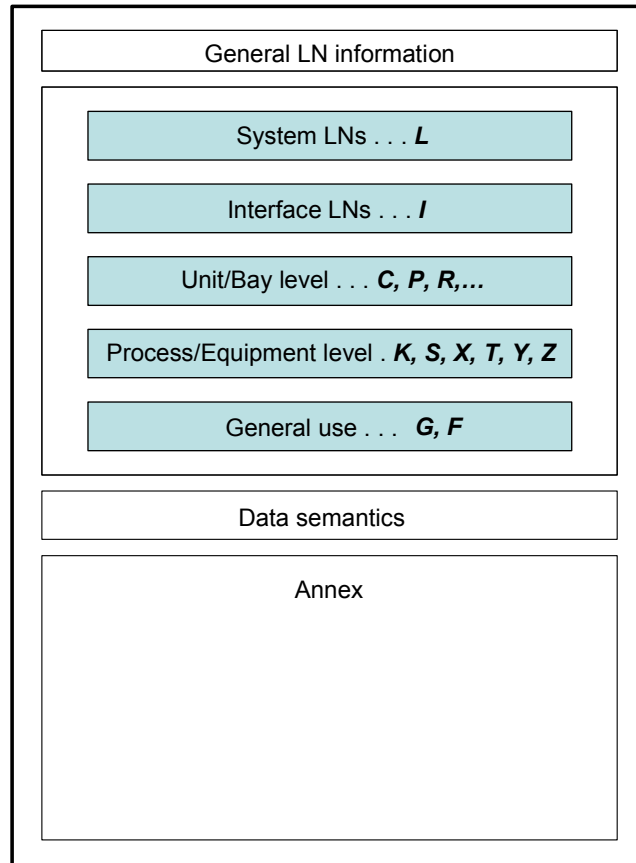 General LN information
System LNs . . . L
Interface LNs . . . I
Unit/Bay level . . . C, P, R,...
Process/Equipment level . K, S, X, T, Y, Z
General use . . . G, F
Data semantics
Annex